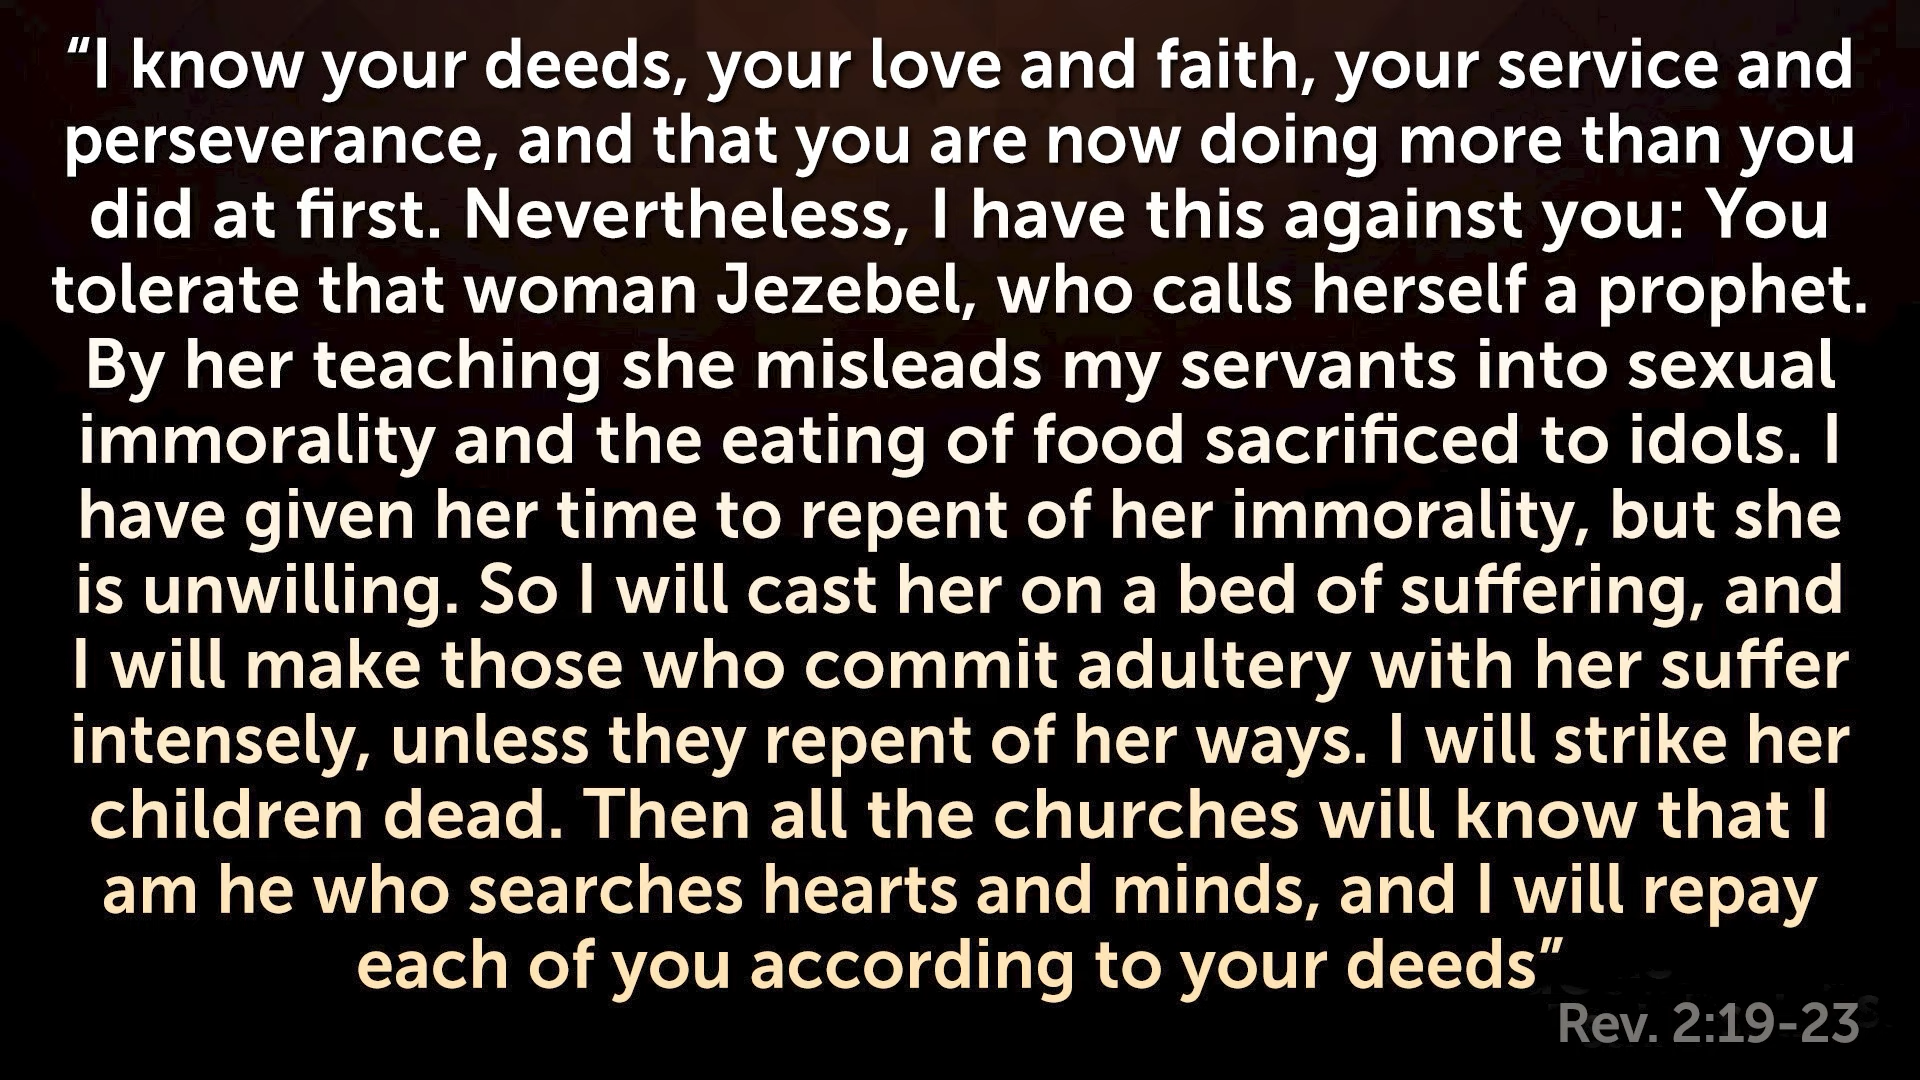 “I know your deeds, your love and faith, your service and
perseverance, and that you are now doing more than you
did at first. Nevertheless, I have this against you: You
tolerate that woman Jezebel, who calls herself a prophet.
By her teaching she misleads my servants into sexual
immorality and the eating of food sacrificed to idols. I
have given her time to repent of her immorality, but she
is unwilling. So I will cast her on a bed of suffering, and
I will make those who commit adultery with her suffer
intensely, unless they repent of her ways. I will strike her
children dead. Then all the churches will know that I
am he who searches hearts and minds, and I will repay
each of you according to your deeds”
Rev. 2:19-23